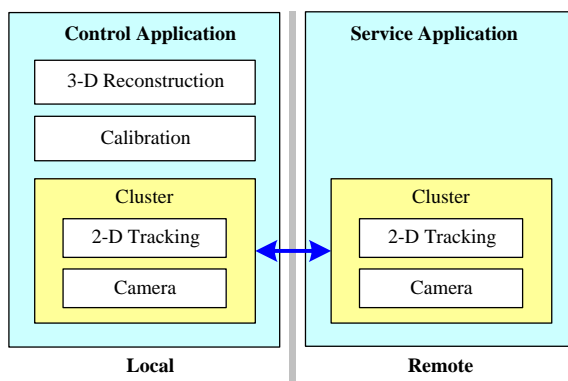 Control Application
3-D Reconstruction
Calibration
Cluster
2-D Tracking
Camera
Local
Service Application
Cluster
2-D Tracking
Camera
Remote